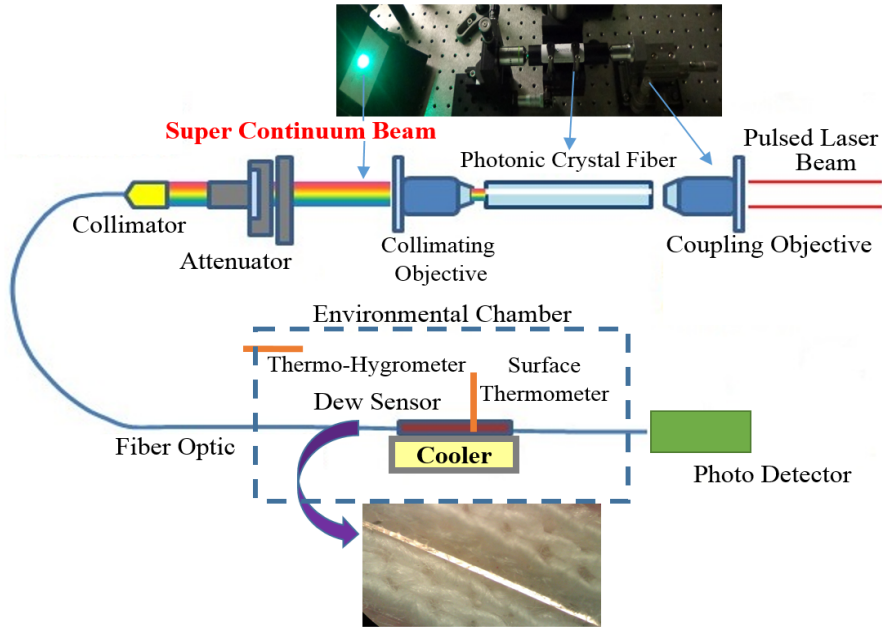 Super Continuum Beam
Photonic Crystal Fiber
Pulsed Laser
Beam
Collimator
Attenuator
Collimating
Objective
Coupling Objective
Environmental Chamber
Thermo-Hygrometer
Surface
Thermometer
Dew Sensor
Fiber Optic
Cooler
Photo Detector